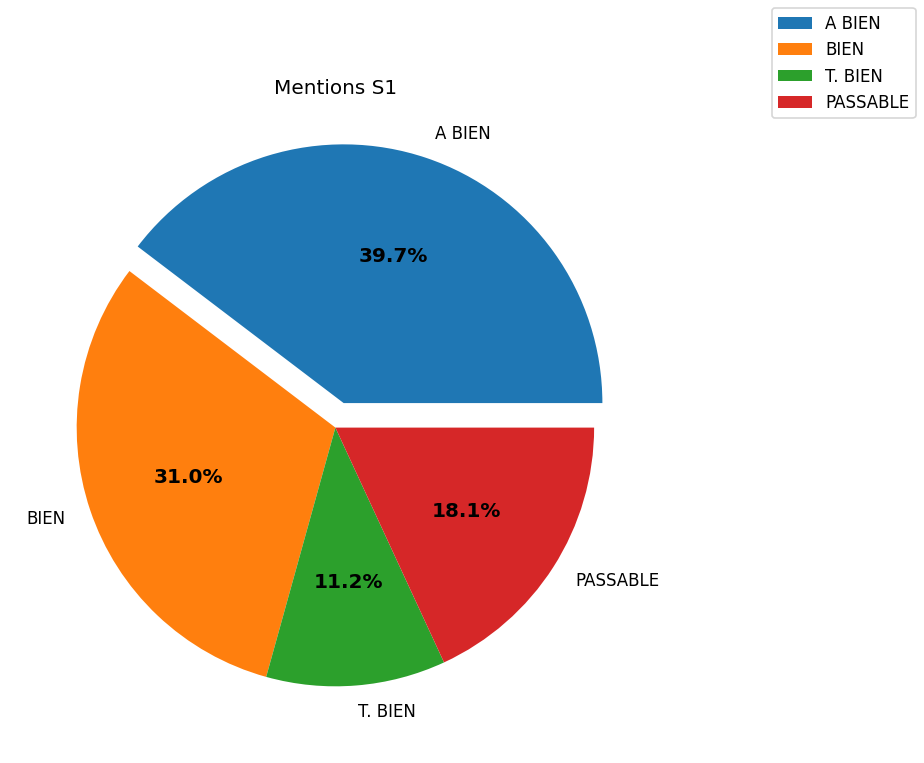 A BIEN
BIEN
T. BIEN
PASSABLE
Mentions S1
A BIEN
39.7%
31.0%
BIEN
18.1%
11.2%
PASSABLE
T. BIEN